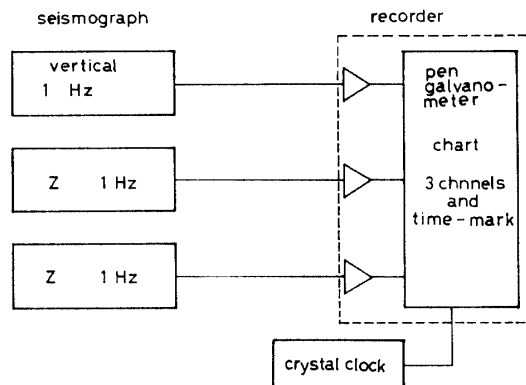 seismograph
recorder
vertical
1 Hz
Z 1 Hz
Z 1 Hz
pen
galvano-
meter
chart
3 chnnels
and
time-mark
crystal clock